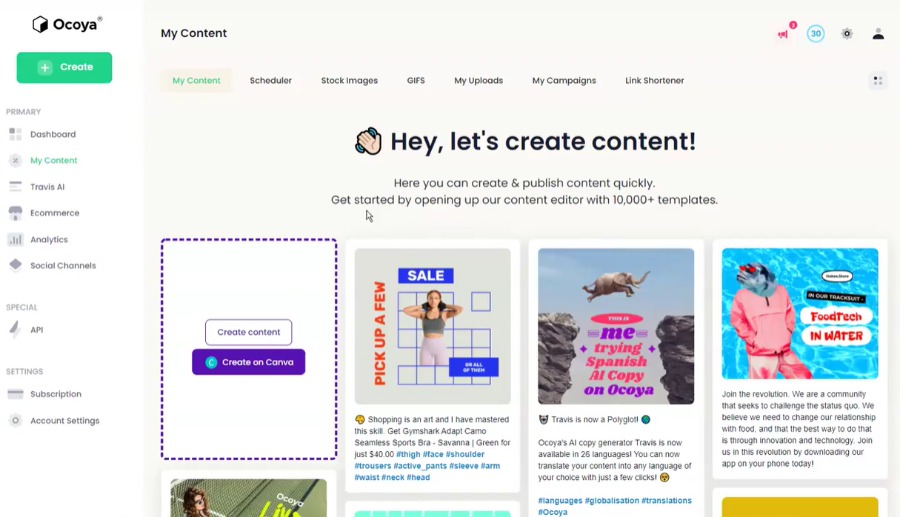 Ocoya®
My Content
3
30
Create
My Content
Scheduler
Stock Images
GIFS
My Uploads
My Campaigns
Link Shortener
PRIMARY
Dashboard
My Content
Travis AI
Ecommerce
Analytics
Social Channels
SPECIAL
API
SETTINGS
Subscription
Account Settings
Hey, let's create content!
Here you can create & publish content quickly.
Get started by opening up our content editor with 10,000+ templates.
Create content
Create on Canva
SALE
PICK UP A FEW
OR ALL
OF THEM
Shopping is an art and I have mastered
this skill. Get Gymshark Adapt Camo
Seamless Sports Bra - Savanna | Green for
just $40.00 #thigh #face #shoulder
#trousers #active_pants #sleeve #arm
#waist #neck #head
THIS IS
me
trying
Spanish
AI Copy
on Ocoya
Travis is now a Polyglot!
Ocoya's AI copy generator Travis is now
available in 26 languages! You can now
translate your content into any language of
your choice with just a few clicks!
#languages #globalisation #translations
#Ocoya
IN OUR TRACKSUIT -
FoodTech
IN WATER
Join the revolution. We are a community
that seeks to challenge the status quo. We
believe we need to change our relationship
with food, and that the best way to do that
is through innovation and technology. Join
us in this revolution by downloading our
app on your phone today!
Ocoya